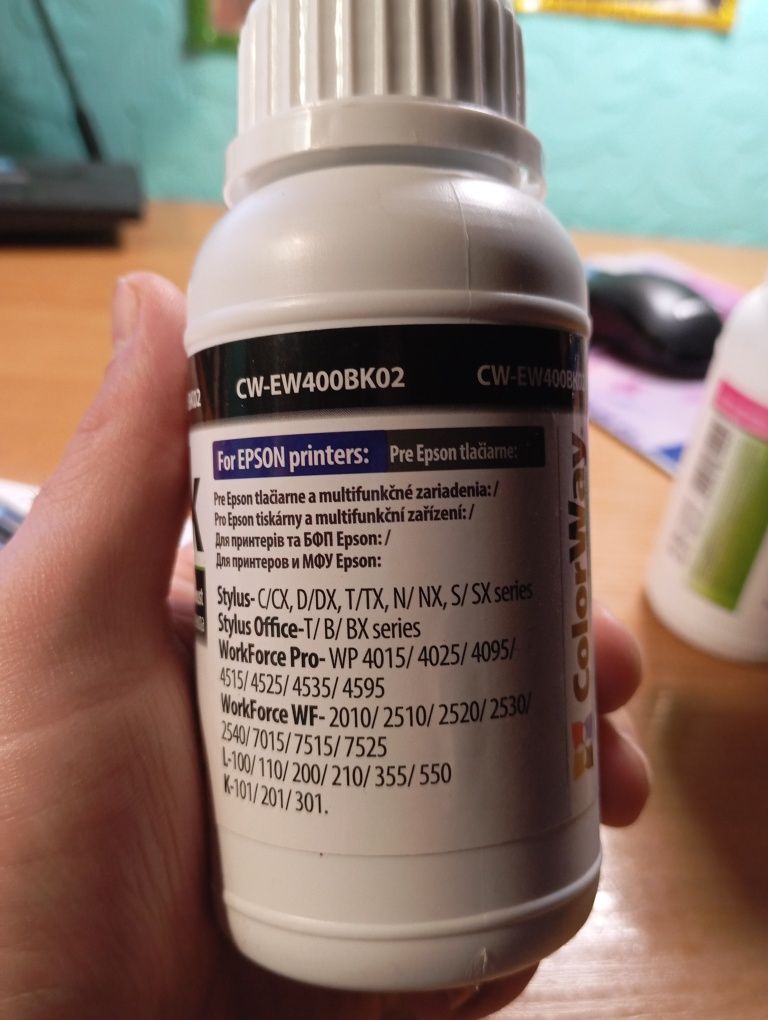 CW-EW400BK02
CW-EW400BK02
For EPSON printers:
Pre Epson tlačiarne:
Pre Epson tlačiarne a multifunkčné zariadenia: /
Pro Epson tiskárny a multifunkční zařízení: /
Для принтерів та БФП Epson: /
Для принтеров и МФУ Epson:
Stylus- C/CX, D/DX, T/TX, N/ NX, S/ SX series
Stylus Office-T/ B/ BX series
WorkForce Pro- WP 4015/ 4025/ 4095/
4515/ 4525/ 4535/ 4595
WorkForce WF- 2010/ 2510/ 2520/ 2530/
2540/ 7015/ 7515/ 7525
L-100/ 110/ 200/ 210/ 355/ 550
K-101/ 201/ 301.
ColorWay